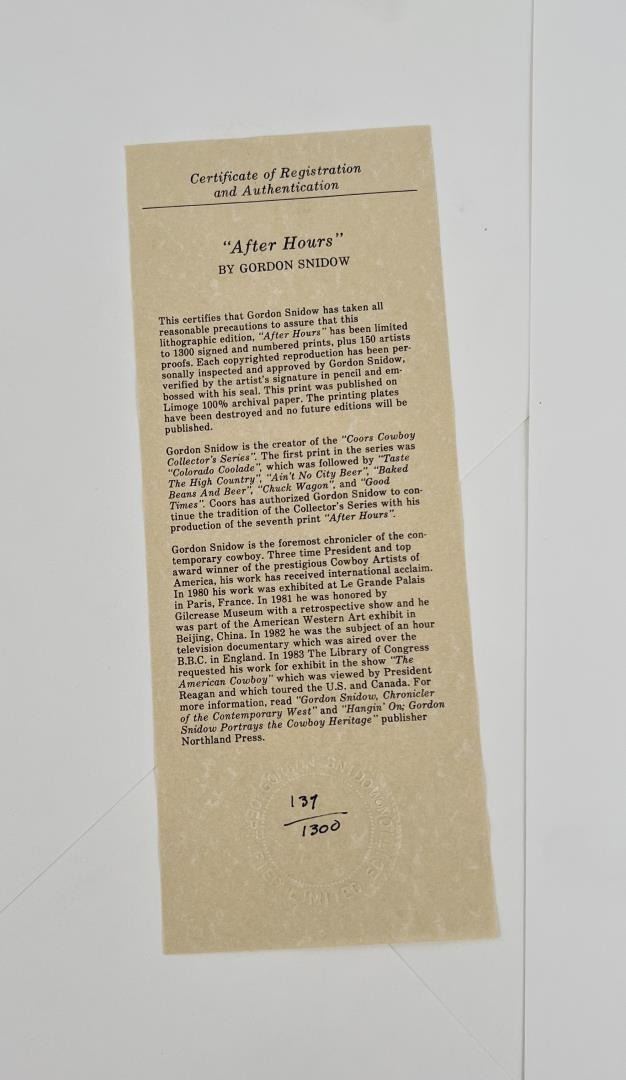 Certificate of Registration
and Authentication
"After Hours"
BY GORDON SNIDOW
This certifies that Gordon Snidow has taken all
reasonable precautions to assure that this
lithographic edition, "After Hours" has been limited
to 1300 signed and numbered prints, plus 150 artists
proofs. Each copyrighted reproduction has been per-
sonally inspected and approved by Gordon Snidow,
verified by the artist's signature in pencil and em-
bossed with his seal. This print was published on
Limoge 100% archival paper. The printing plates
have been destroyed and no future editions will be
published.
Gordon Snidow is the creator of the "Coors Cowboy
Collector's Series". The first print in the series was
"Colorado Coolade", which was followed by "Taste
The High Country", "Ain't No City Beer", "Baked
Beans And Beer", "Chuck Wagon", and "Good
Times". Coors has authorized Gordon Snidow to con-
tinue the tradition of the Collector's Series with his
production of the seventh print "After Hours".
Gordon Snidow is the foremost chronicler of the con-
temporary cowboy. Three time President and top
award winner of the prestigious Cowboy Artists of
America, his work has received international acclaim.
In 1980 his work was exhibited at Le Grande Palais
in Paris, France. In 1981 he was honored by
Gilcrease Museum with a retrospective show and he
was part of the American Western Art exhibit in
Beijing, China. In 1982 he was the subject of an hour
television documentary which was aired over the
B.B.C. in England. In 1983 The Library of Congress
requested his work for exhibit in the show "The
American Cowboy" which was viewed by President
Reagan and which toured the U.S. and Canada. For
more information, read "Gordon Snidow, Chronicler
of the Contemporary West" and "Hangin' On; Gordon
Snidow Portrays the Cowboy Heritage" publisher
Northland Press.
GORDON SNIDOW
LIMITED
137
1300